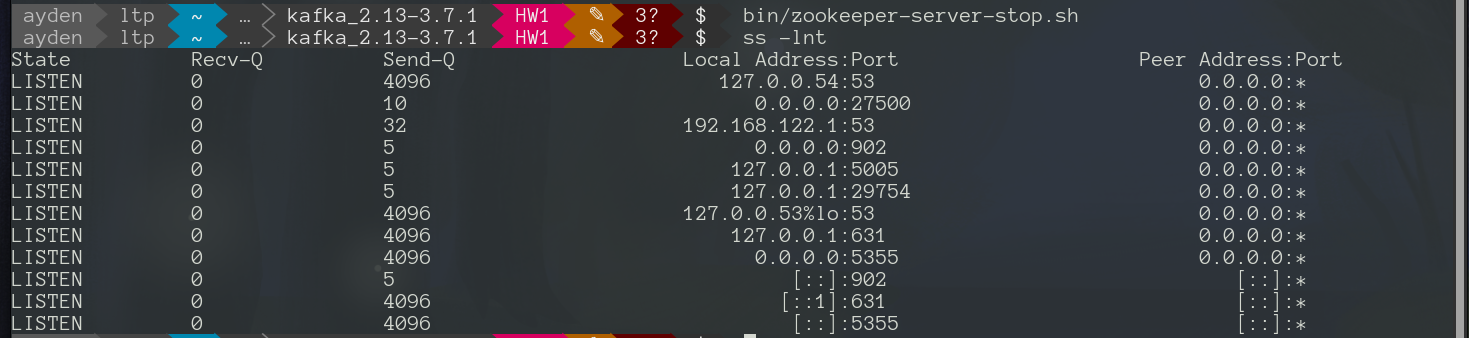 ayden ltp ~ … kafka_2.13-3.7.1 HW1 ✎ 3? $ bin/zookeeper-server-stop.sh
ayden ltp ~ … kafka_2.13-3.7.1 HW1 ✎ 3? $ ss -lnt
State Recv-Q Send-Q Local Address:Port Peer Address:Port
LISTEN 0 4096 127.0.0.54:53 0.0.0.0:*
LISTEN 0 10 0.0.0.0:27500 0.0.0.0:*
LISTEN 0 32 192.168.122.1:53 0.0.0.0:*
LISTEN 0 5 0.0.0.0:902 0.0.0.0:*
LISTEN 0 5 127.0.0.1:5005 0.0.0.0:*
LISTEN 0 5 127.0.0.1:29754 0.0.0.0:*
LISTEN 0 4096 127.0.0.53%lo:53 0.0.0.0:*
LISTEN 0 4096 127.0.0.1:631 0.0.0.0:*
LISTEN 0 4096 0.0.0.0:5355 0.0.0.0:*
LISTEN 0 5 [::]:902 [::]:*
LISTEN 0 4096 [::1]:631 [::]:*
LISTEN 0 4096 [::]:5355 [::]:*